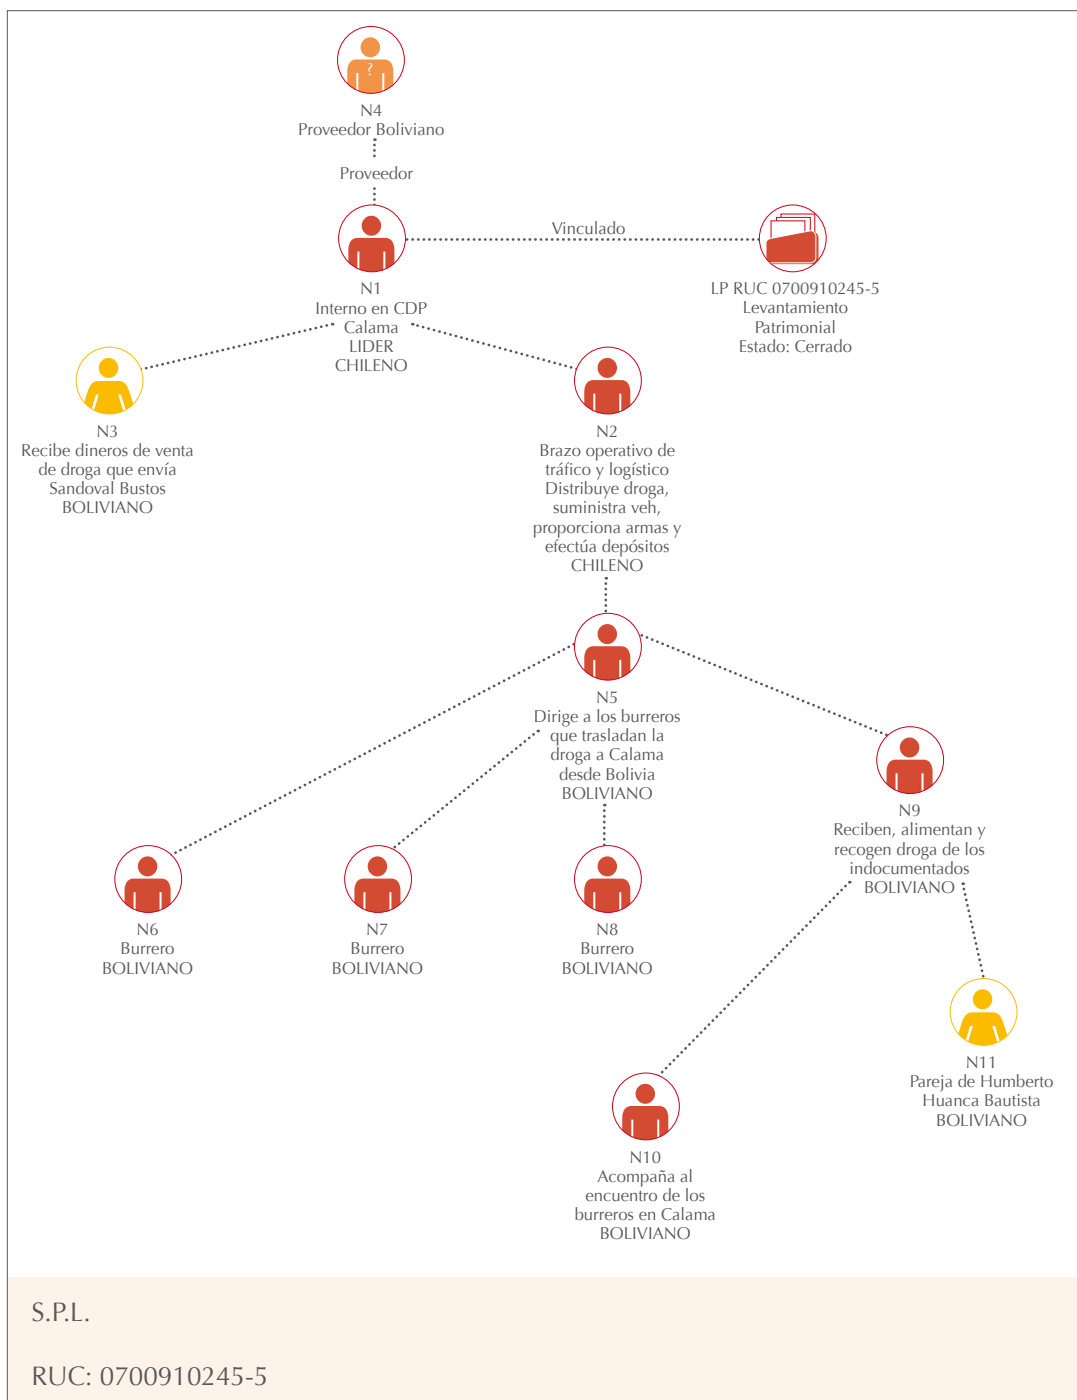 ?
N4
Proveedor Boliviano
Proveedor
Vinculado
N1
Interno en CDP
Calama
LIDER
CHILENO
LP RUC 0700910245-5
Levantamiento
Patrimonial
Estado: Cerrado
N3
Recibe dineros de venta
de droga que envía
Sandoval Bustos
BOLIVIANO
N2
Brazo operativo de
tráfico y logístico
Distribuye droga,
suministra veh,
proporciona armas y
efectúa depósitos
CHILENO
N5
Dirige a los burreros
que trasladan la
droga a Calama
desde Bolivia
BOLIVIANO
N9
Reciben, alimentan y
recogen droga de los
indocumentados
BOLIVIANO
N6
Burrero
BOLIVIANO
N7
Burrero
BOLIVIANO
N8
Burrero
BOLIVIANO
N11
Pareja de Humberto
Huanca Bautista
BOLIVIANO
N10
Acompaña al
encuentro de los
burreros en Calama
BOLIVIANO
S.P.L.
RUC: 0700910245-5